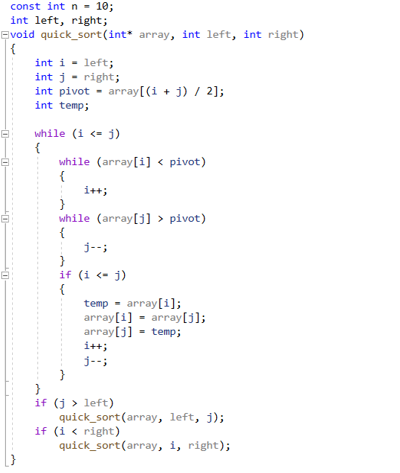 const int n = 10;
int left, right;
void quick_sort(int* array, int left, int right)
{
    int i = left;
    int j = right;
    int pivot = array[(i + j) / 2];
    int temp;

    while (i <= j)
    {
        while (array[i] < pivot)
        {
            i++;
        }
        while (array[j] > pivot)
        {
            j--;
        }
        if (i <= j)
        {
            temp = array[i];
            array[i] = array[j];
            array[j] = temp;
            i++;
            j--;
        }
    }
    if (j > left)
        quick_sort(array, left, j);
    if (i < right)
        quick_sort(array, i, right);
}